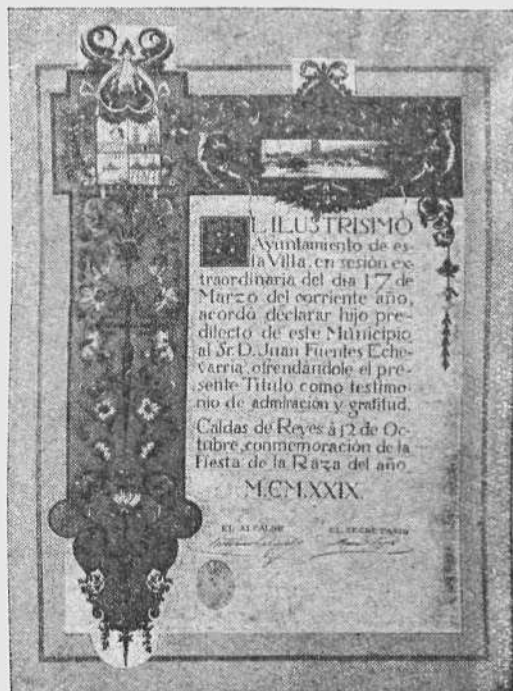 EL ILUSTRISIMO
Ayuntamiento de es-
ta Villa, en sesión ex-
traordinaria del dia 17 de
Marzo del corriente año,
acordó declarar hijo pre-
dilecto de este Municipio
al Sr. D. Juan Fuentes Eche-
varria, ofrendándole el pre-
sente Titulo como testimo-
nio de admiración y gratitud.
Caldas de Reyes á 12 de Oc-
tubre, conmemoración de la
Fiesta de la Raza del año
M.CM.XXIX.
EL ALCALDE EL SECRETARIO